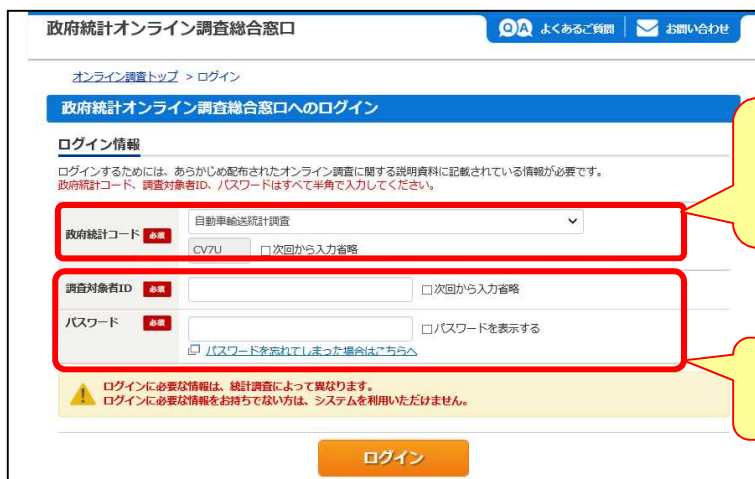 政府統計オンライン調査総合窓口
QA よくあるご質問
お問い合わせ
オンライン調査トップ > ログイン
政府統計オンライン調査総合窓口へのログイン
ログイン情報
ログインするためには、あらかじめ配布されたオンライン調査に関する説明資料に記載されている情報が必要です。
政府統計コード、調査対象者ID、パスワードはすべて半角で入力してください。
政府統計コード 必須
自動車輸送統計調査
CV7U □次回から入力省略
調査対象者ID 必須 □次回から入力省略
パスワード 必須 □パスワードを表示する
パスワードを忘れてしまった場合はこちらへ
ログインに必要な情報は、統計調査によって異なります。
ログインに必要な情報をお持ちでない方は、システムを利用いただけません。
ログイン